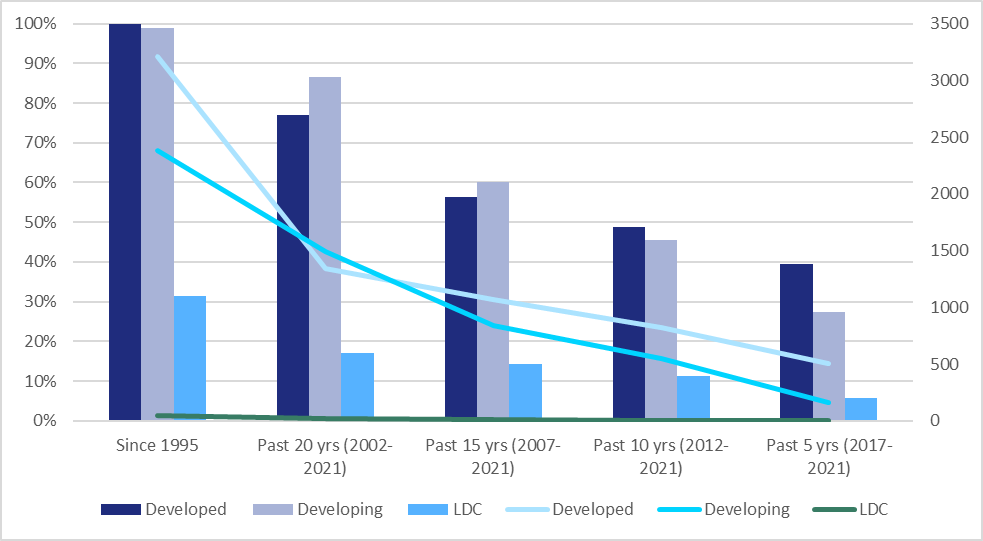 100%
90%
80%
70%
60%
50%
40%
30%
20%
10%
0%
3500
3000
2500
2000
1500
1000
500
0
Since 1995
Past 20 yrs (2002-
2021)
Past 15 yrs (2007-
2021)
Past 10 yrs (2012-
2021)
Past 5 yrs (2017-
2021)
Developed
Developing
LDC
Developed
Developing
LDC